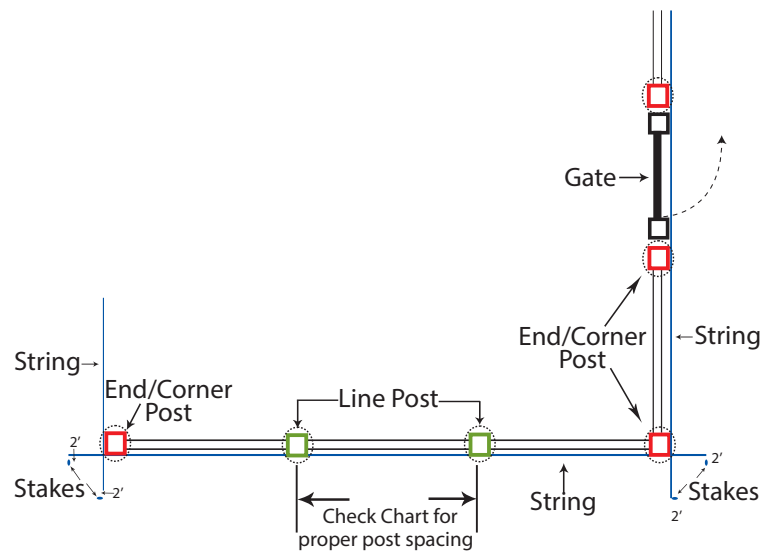 Gate
End/Corner
Post
String
String
End/Corner
Post
Line Post
2'
2'
Stakes
2'
Stakes
2'
String
Check Chart for
proper post spacing